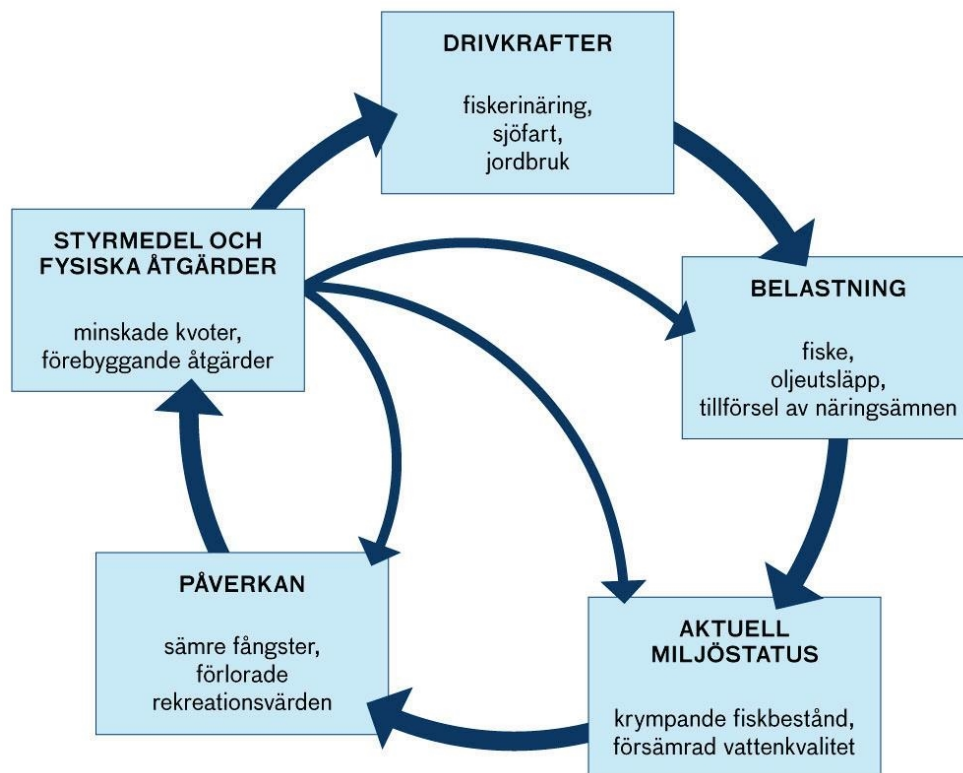 DRIVKRAFTER
fiskerinäring,
sjöfart,
jordbruk
BELASTNING
fiske,
oljeutsläpp,
tillförsel av näringsämnen
AKTUELL
MILJÖSTATUS
krympande fiskbestånd,
försämrad vattenkvalitet
PÅVERKAN
sämre fångster,
förlorade
rekreationsvärden
STYRMEDEL OCH
FYSISKA ÅTGÄRDER
minskade kvoter,
förebyggande åtgärder